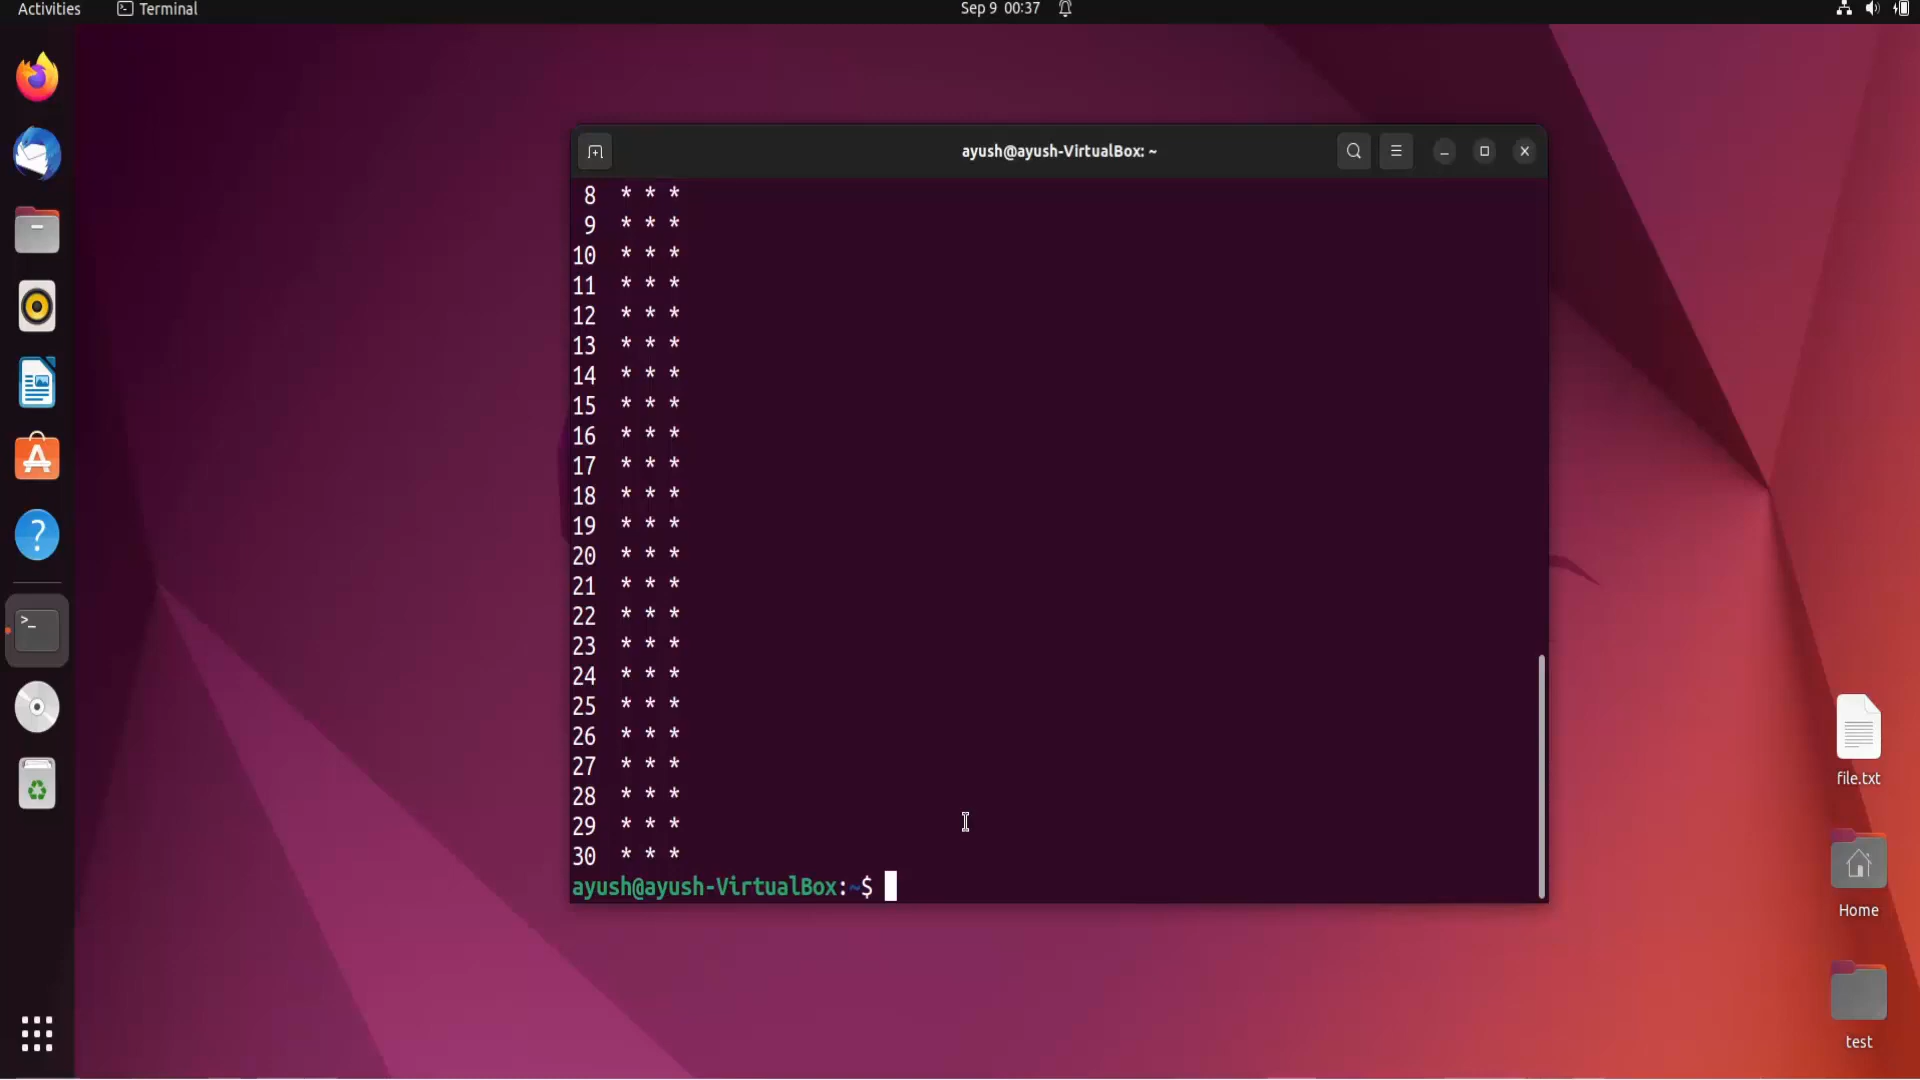 Activities
Terminal
Sep 9 00:37
ayush@ayush-VirtualBox: ~
8 * * *
9 * * *
10 * * *
11 * * *
12 * * *
13 * * *
14 * * *
15 * * *
16 * * *
17 * * *
18 * * *
19 * * *
20 * * *
21 * * *
22 * * *
23 * * *
24 * * *
25 * * *
26 * * *
27 * * *
28 * * *
29 * * *
30 * * *
ayush@ayush-VirtualBox:~$
file.txt
Home
test